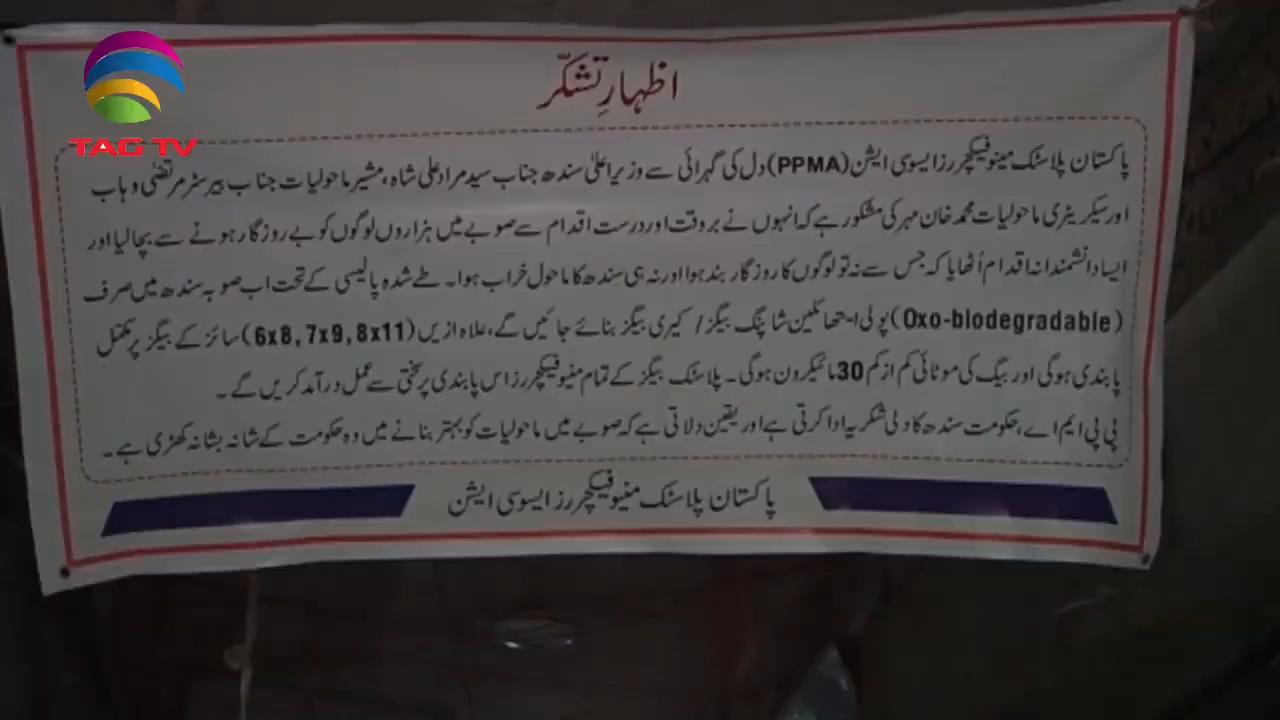 TAG TV
اظہارِ تشکّر
پاکستان پلاسٹک مینوفیکچررز ایسوسی ایشن (PPMA) دل کی گہرائی سے وزیر اعلیٰ سندھ جناب سید مراد علی شاہ، مشیر ماحولیات جناب بیرسٹر مرتضیٰ وہاب
اور سیکریٹری ماحولیات محمد خان مہر کی مشکور ہے کہ انہوں نے بروقت اور درست اقدام سے صوبے میں ہزاروں لوگوں کو بے روزگار ہونے سے بچالیا اور
ایسا دانشمندانہ اقدام اُٹھایا کہ جس سے نہ تو لوگوں کا روزگار بند ہوا اور نہ ہی سندھ کا ماحول خراب ہوا۔ طے شدہ پالیسی کے تحت اب صوبہ سندھ میں صرف
(Oxo-biodegradable) پولی ایتھائلین شاپنگ بیگز / کیری بیگز بنائے جائیں گے، علاہ ازیں (6x8, 7x9, 8x11) سائز کے بیگز پر مکمل
پابندی ہوگی اور بیگ کی موٹائی کم از کم 30 مائیکرون ہوگی۔ پلاسٹک بیگز کے تمام منیوفیکچررز اس پابندی پر سختی سے عمل درآمد کریں گے۔
پی پی ایم اے، حکومت سندھ کا دلی شکریہ ادا کرتی ہے اور یقین دلاتی ہے کہ صوبے میں ماحولیات کو بہتر بنانے میں وہ حکومت کے شانہ بشانہ کھڑی ہے۔
پاکستان پلاسٹک منیوفیکچررز ایسوسی ایشن